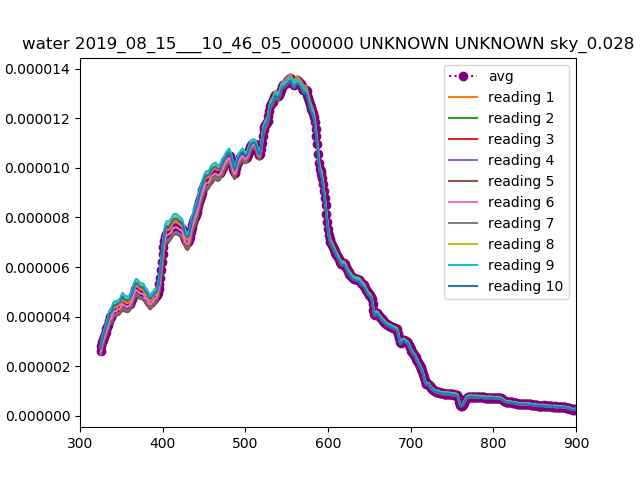 water 2019_08_15___10_46_05_000000 UNKNOWN UNKNOWN sky_0.028
0.000014
0.000012
0.000010
0.000008
0.000006
0.000004
0.000002
0.000000
avg
reading 1
reading 2
reading 3
reading 4
reading 5
reading 6
reading 7
reading 8
reading 9
reading 10
300 400 500 600 700 800 900